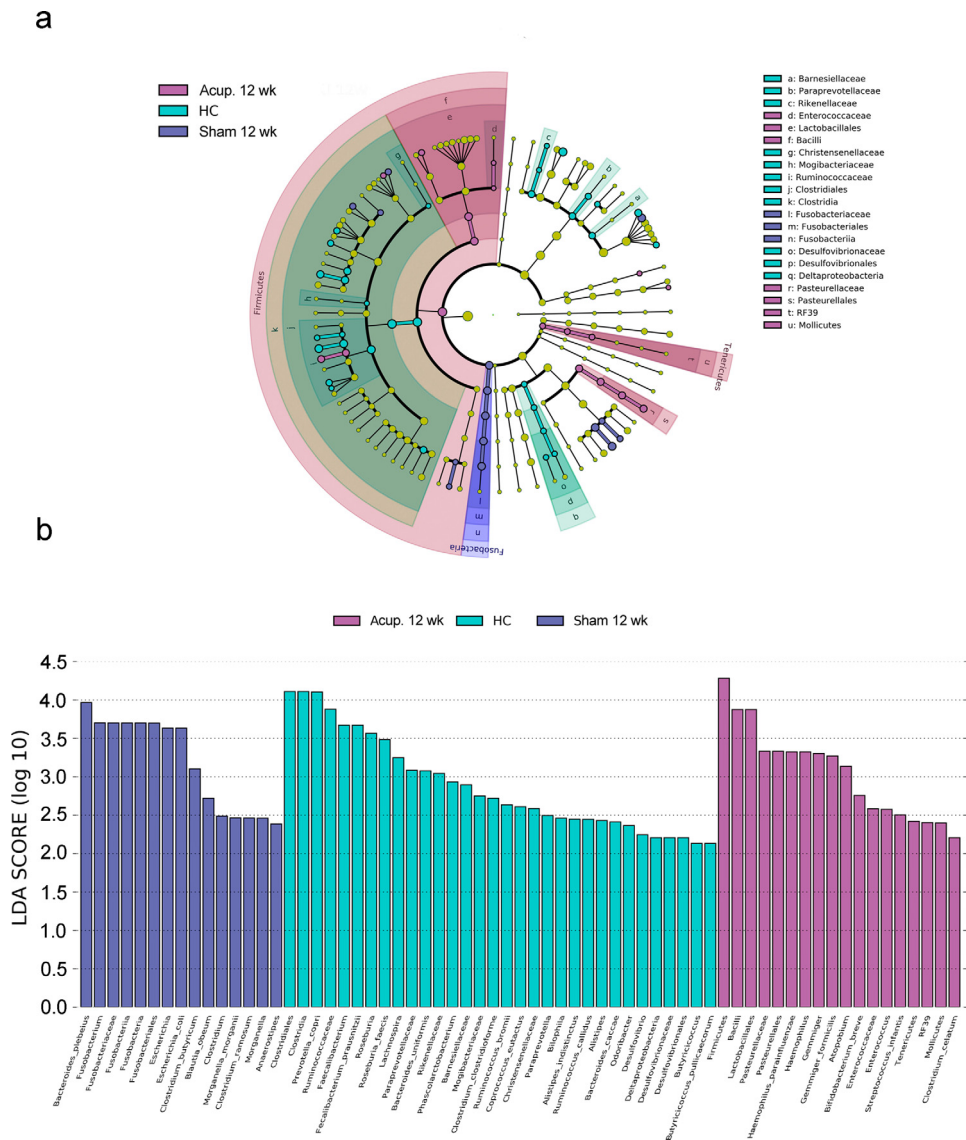 a
Acup. 12 wk
HC
Sham 12 wk
a: Barnesiellaceae
b: Paraprevotellaceae
c: Rikenellaceae
d: Enterococcaceae
e: Lactobacillales
f: Bacilli
g: Christensenellaceae
h: Mogibacteriaceae
i: Ruminococcaceae
j: Clostridiales
k: Clostridia
l: Fusobacteriaceae
m: Fusobacteriales
n: Fusobacteriia
o: Desulfovibrionaceae
p: Desulfovibrionales
q: Deltaproteobacteria
r: Pasteurellaceae
s: Pasteurellales
t: RF39
u: Mollicutes
f
e
d
g
c
b
a
Firmicutes
h
k
j
i
t
u
Tenericutes
r
s
o
p
q
l
m
n
Fusobacteria
b
Acup. 12 wk HC Sham 12 wk
LDA SCORE (log 10)
4.5
4.0
3.5
3.0
2.5
2.0
1.5
1.0
0.5
0.0
Bacteroides_plebeius
Fusobacterium
Fusobacteriaceae
Fusobacteriia
Fusobacteria
Fusobacteriales
Escherichia
Escherichia_coli
Clostridium_butyricum
Blautia_obeum
Clostridium
Morganella_morganii
Clostridium_ramosum
Morganella
Anaerostipes
Clostridiales
Clostridia
Prevotella_copri
Ruminococcaceae
Faecalibacterium
Fecalibacterium_prausnitzii
Roseburia
Roseburia_faecis
Lachnospira
Paraprevotellaceae
Bacteroides_uniformis
Rikenellaceae
Phascolarctobacterium
Barnesiellaceae
Mogibacteriaceae
Clostridium_clostridioforme
Ruminococcus_bromii
Coprococcus_eutactus
Christensenellaceae
Paraprevotella
Bilophila
Alistipes_indistinctus
Ruminococcus_callidus
Alistipes
Bacteroides_caccae
Odoribacter
Desulfovibrio
Deltaproteobacteria
Desulfovibrionaceae
Desulfovibrionales
Butyricicoccus
Butyricicoccus_pullicaecorum
Firmicutes
Bacilli
Lactobacillales
Pasteurellaceae
Pasteurellales
Haemophilus_parainfluenzae
Haemophilus
Gemmiger
Gemmiger_formicilis
Atopobium
Bifidobacterium_breve
Enterococcaceae
Enterococcus
Streptococcus_infantis
Tenericutes
RF39
Mollicutes
Clostridium_celatum